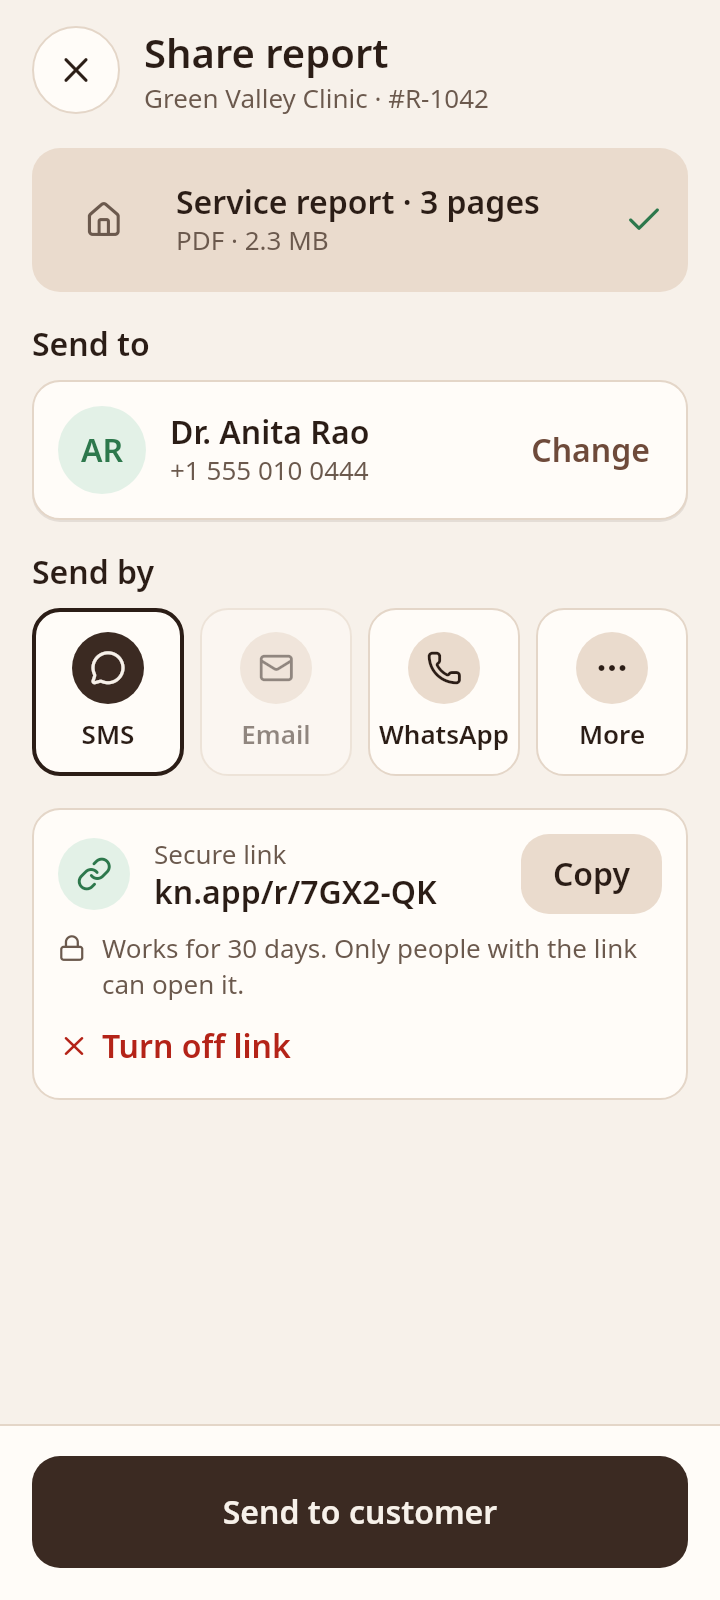 Share report
Green Valley Clinic · #R-1042
Service report · 3 pages
PDF · 2.3 MB
Send to
AR
Dr. Anita Rao
+1 555 010 0444
Change
Send by
SMS
Email
WhatsApp
More
Secure link
kn.app/r/7GX2-QK
Copy
Works for 30 days. Only people with the link
can open it.
Turn off link
Send to customer